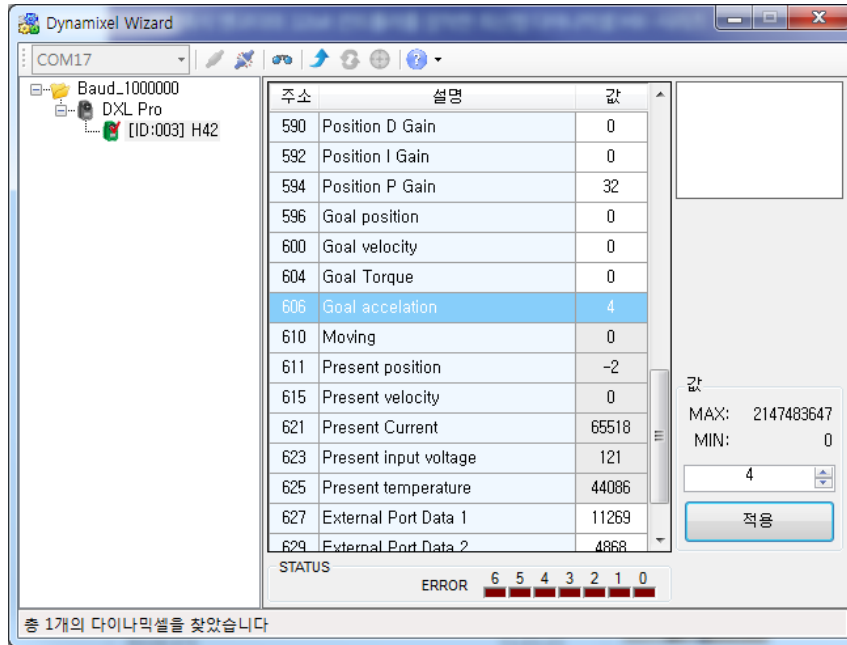 Dynamixel Wizard
COM17
Baud_1000000
DXL Pro
[ID:003] H42
주소 설명 값
590 Position D Gain 0
592 Position I Gain 0
594 Position P Gain 32
596 Goal position 0
600 Goal velocity 0
604 Goal Torque 0
606 Goal accelation 4
610 Moving 0
611 Present position -2
615 Present velocity 0
621 Present Current 65518
623 Present input voltage 121
625 Present temperature 44086
627 External Port Data 1 11269
629 External Port Data 2 4868
값
MAX: 2147483647
MIN: 0
4
적용
STATUS
ERROR 6 5 4 3 2 1 0
총 1개의 다이나믹셀을 찾았습니다